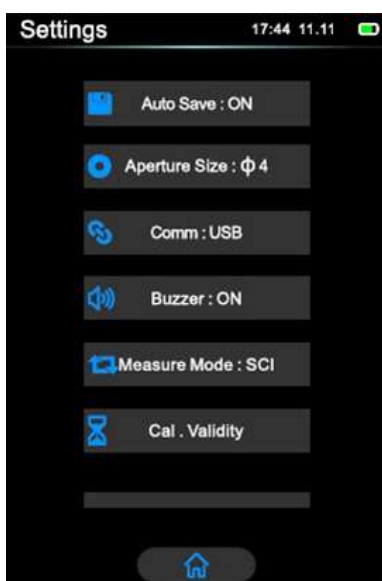 Settings 17:44 11.11
Auto Save : ON
Aperture Size : Φ 4
Comm : USB
Buzzer : ON
Measure Mode : SCI
Cal . Validity